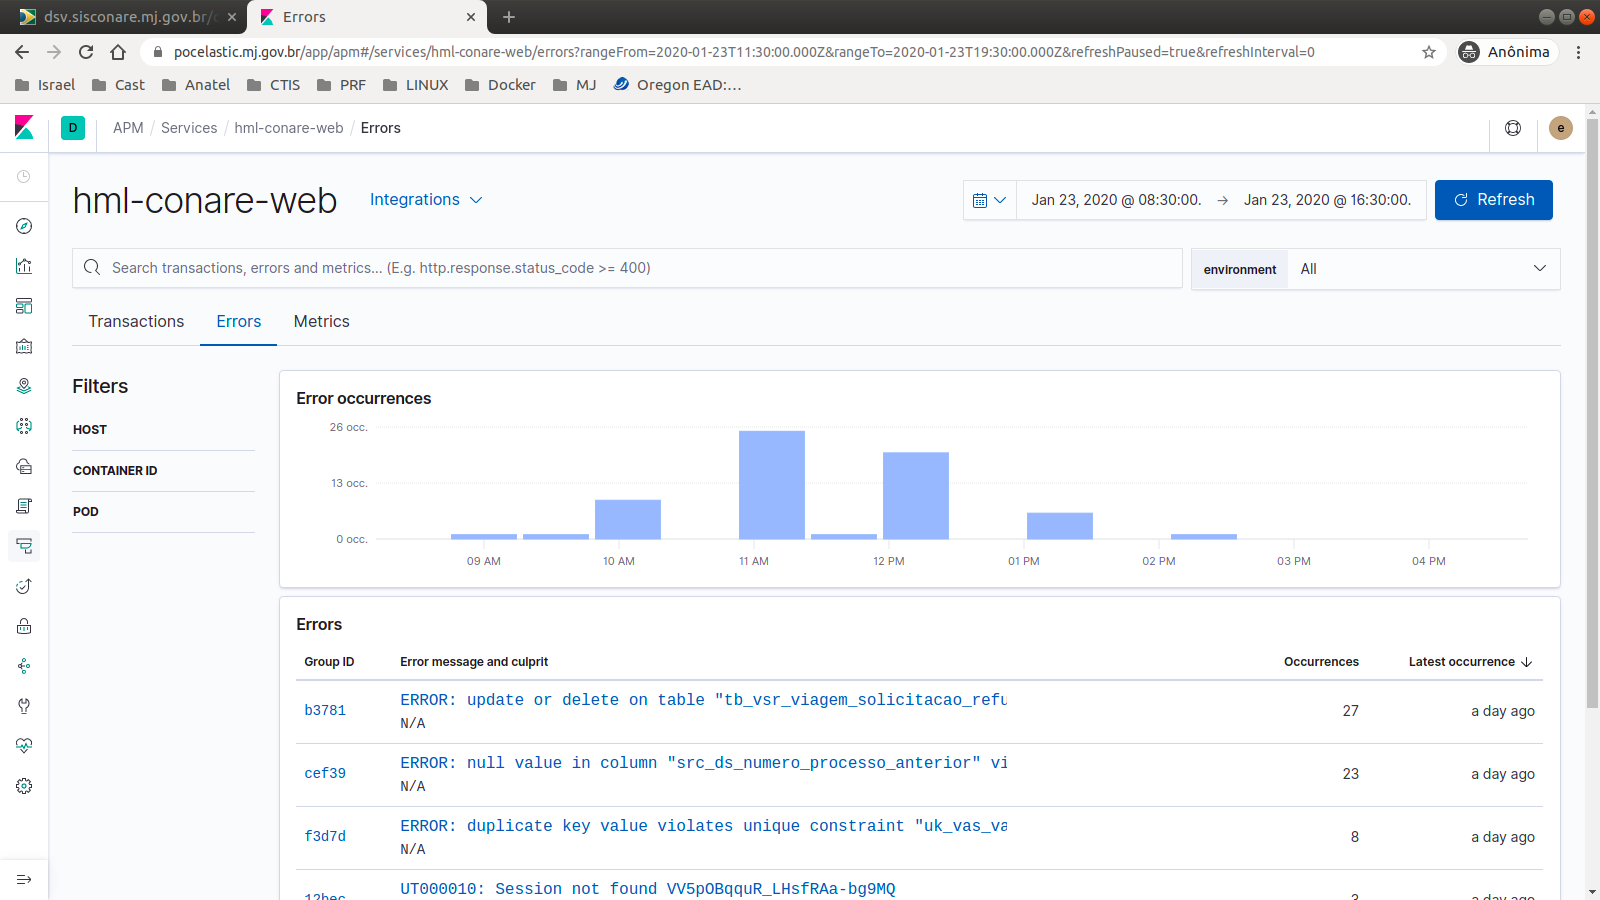 dsv.sisconare.mj.gov.br/
Errors
pocelastic.mj.gov.br/app/apm#/services/hml-conare-web/errors?rangeFrom=2020-01-23T11:30:00.000Z&rangeTo=2020-01-23T19:30:00.000Z&refreshPaused=true&refreshInterval=0
Anônima
Israel Cast Anatel CTIS PRF LINUX Docker MJ Oregon EAD:...
D APM / Services / hml-conare-web / Errors e
hml-conare-web Integrations Jan 23, 2020 @ 08:30:00. → Jan 23, 2020 @ 16:30:00. Refresh
Search transactions, errors and metrics... (E.g. http.response.status_code >= 400) environment All
Transactions Errors Metrics
Filters
HOST
CONTAINER ID
POD
Error occurrences
26 occ.
13 occ.
0 occ.
09 AM 10 AM 11 AM 12 PM 01 PM 02 PM 03 PM 04 PM
Errors
Group ID Error message and culprit Occurrences Latest occurrence
b3781 ERROR: update or delete on table "tb_vsr_viagem_solicitacao_refu 27 a day ago
N/A
cef39 ERROR: null value in column "src_ds_numero_processo_anterior" vi 23 a day ago
N/A
f3d7d ERROR: duplicate key value violates unique constraint "uk_vas_va 8 a day ago
N/A
UT000010: Session not found VV5pOBqquR_LHsfRAa-bg9MQ
12bec 3 a day ago